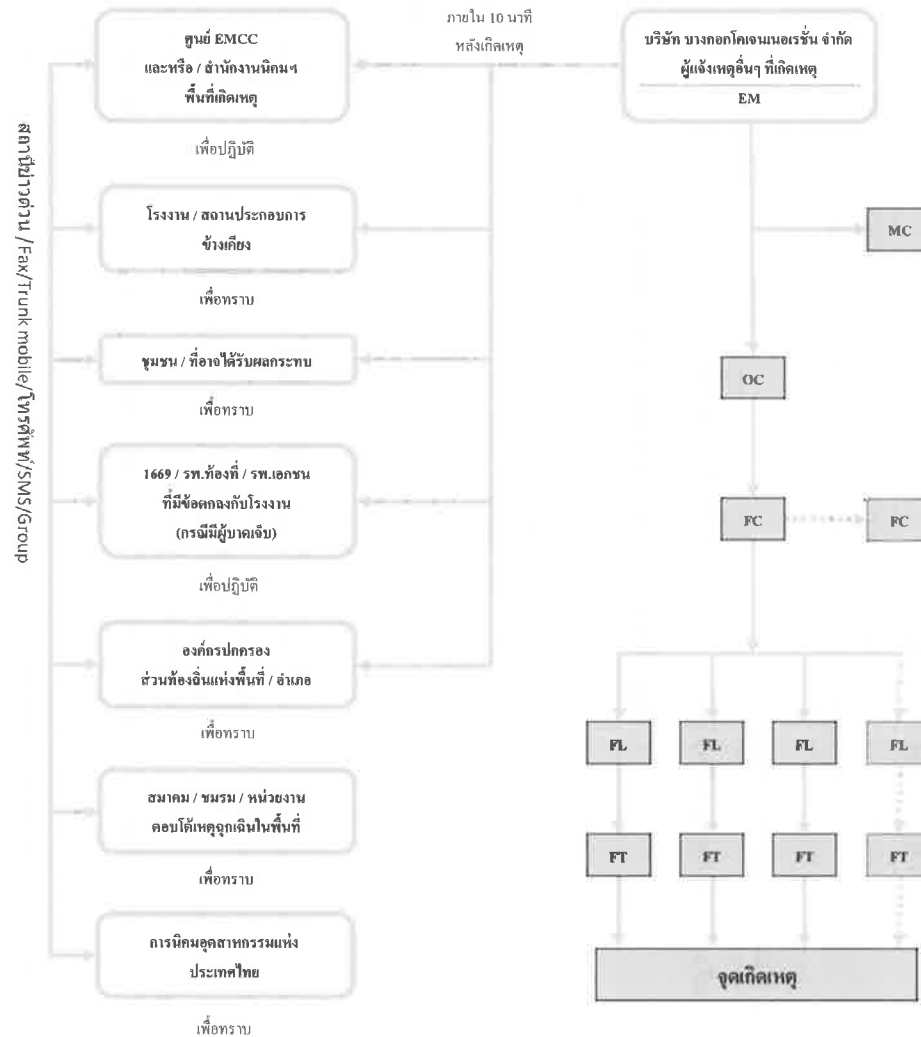 ศูนย์ EMCC
และหรือ / สำนักงานนิคมฯ
พื้นที่เกิดเหตุ
เพื่อปฏิบัติ
ภายใน 10 นาที
หลังเกิดเหตุ
บริษัท บางกอกโคเจนเนอเรชั่น จำกัด
ผู้แจ้งเหตุอื่นๆ ที่เกิดเหตุ
EM
สถานีข่าวด่วน /Fax/Trunk mobile/โทรศัพท์/SMS/Group
โรงงาน / สถานประกอบการ
ข้างเคียง
เพื่อทราบ
MC
ชุมชน / ที่อาจได้รับผลกระทบ
เพื่อทราบ
OC
1669 / รพ.ท้องที่ / รพ.เอกชน
ที่มีข้อตกลงกับโรงงาน
(กรณีมีผู้บาดเจ็บ)
เพื่อปฏิบัติ
FC
FC
องค์กรปกครอง
ส่วนท้องถิ่นแห่งพื้นที่ / อำเภอ
เพื่อทราบ
FL
FL
FL
FL
สมาคม / ชมรม / หน่วยงาน
ตอบโต้เหตุฉุกเฉินในพื้นที่
เพื่อทราบ
FT
FT
FT
FT
การนิคมอุตสาหกรรมแห่ง
ประเทศไทย
เพื่อทราบ
จุดเกิดเหตุ